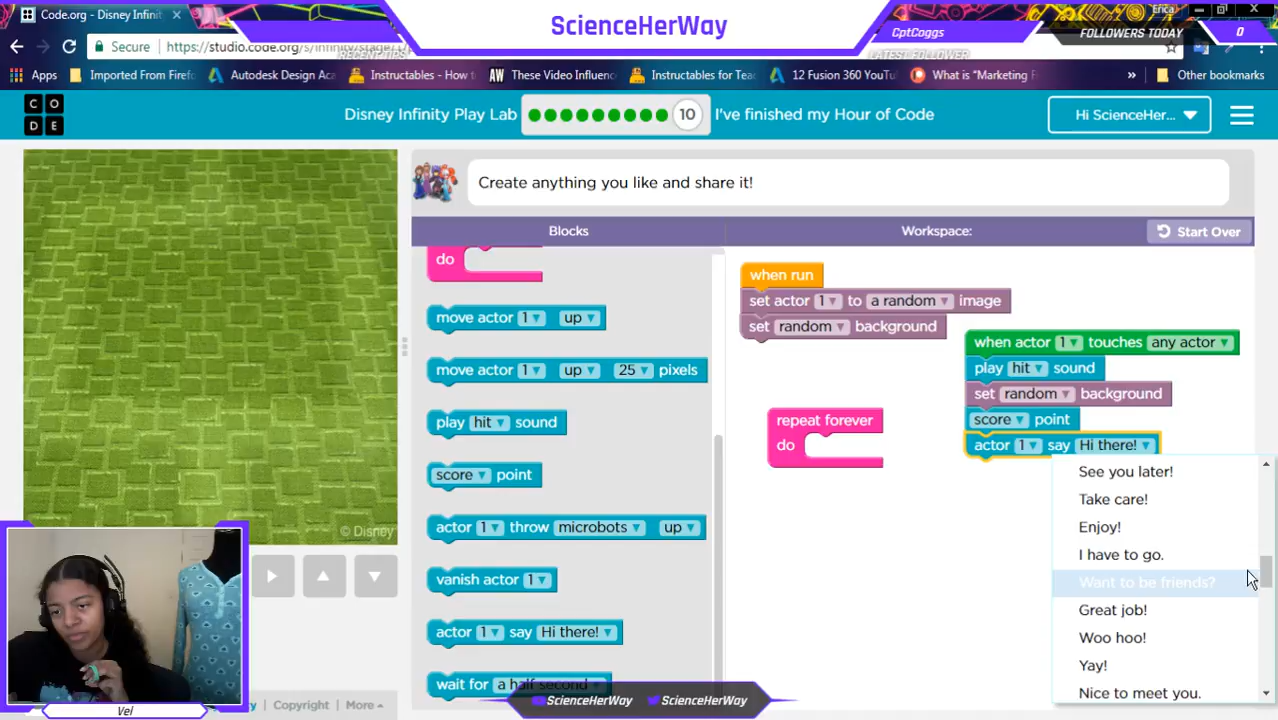 Code.org - Disney Infinity
ScienceHerWay
Erica
CptCoggs
FOLLOWERS TODAY
0
Secure
https://studio.code.org/s/infinity/stage/1/
RECENT TIPS
LATEST FOLLOWER
Apps
Imported From Firef
Autodesk Design Aca
Instructables - How t
These Video Influenc
Instructables for Tea
12 Fusion 360 YouTu
What is "Marketing F
»
Other bookmarks
CODE
Disney Infinity Play Lab
10
I've finished my Hour of Code
Hi ScienceHer...
Create anything you like and share it!
Blocks
Workspace:
Start Over
do
move actor 1 up
move actor 1 up 25 pixels
play hit sound
score point
actor 1 throw microbots up
vanish actor 1
actor 1 say Hi there!
wait for a half second
when run
set actor 1 to a random image
set random background
repeat forever
do
when actor 1 touches any actor
play hit sound
set random background
score point
actor 1 say Hi there!
See you later!
Take care!
Enjoy!
I have to go.
Want to be friends?
Great job!
Woo hoo!
Yay!
Nice to meet you.
© Disney
Copyright
More
Vel
ScienceHerWay
ScienceHerWay